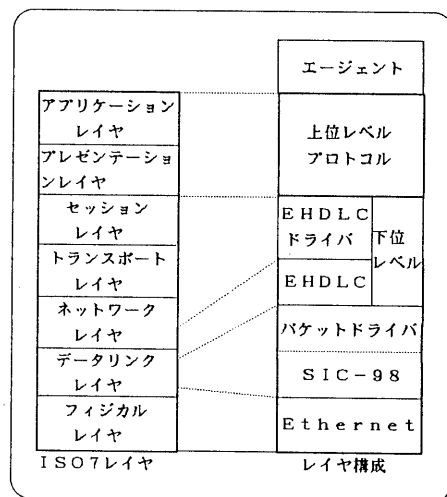 アプリケーション
レイヤ
プレゼンテーショ
ンレイヤ
セッション
レイヤ
トランスポート
レイヤ
ネットワーク
レイヤ
データリンク
レイヤ
フィジカル
レイヤ
ISO7レイヤ
エージェント
上位レベル
プロトコル
EHDLC
ドライバ
下位
レベル
EHDLC
パケットドライバ
SIC-98
Ethernet
レイヤ構成